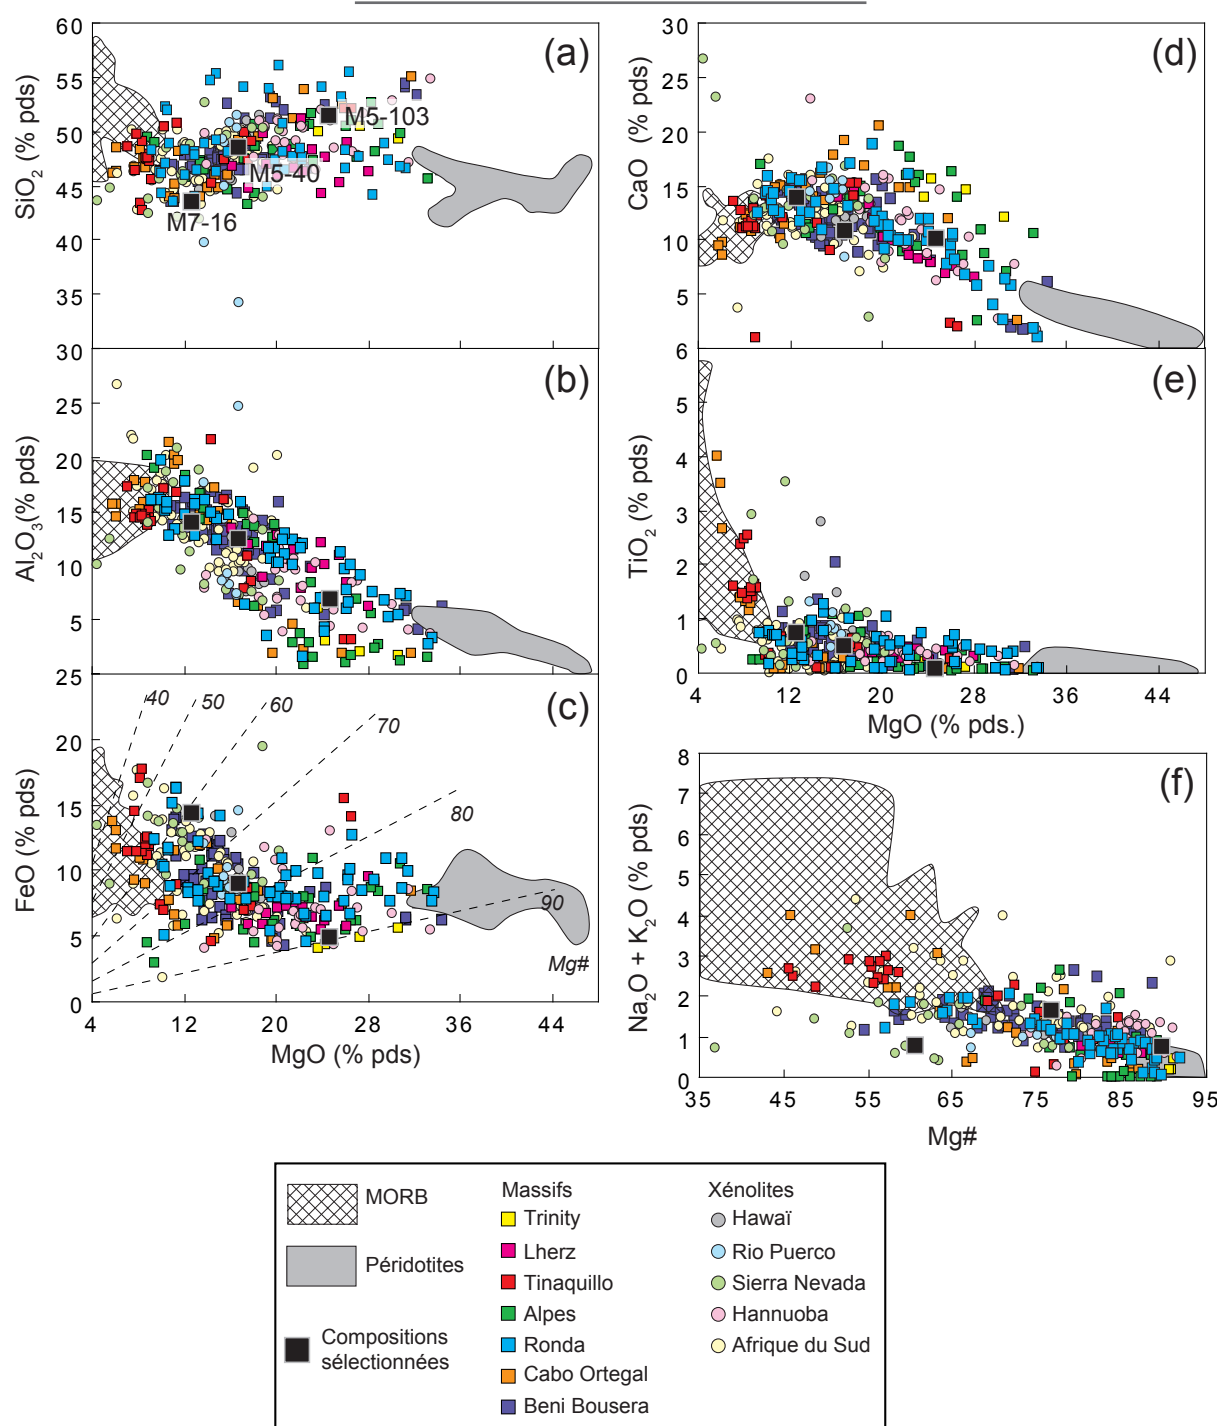 (a)
SiO2 (% pds)
60
55
50
45
40
35
30
M5-103
M5-40
M7-16
(d)
CaO (% pds)
30
25
20
15
10
5
(b)
Al2O3(% pds)
25
20
15
10
5
25
(e)
TiO2 (% pds)
6
5
4
3
2
1
0
4 12 20 28 36 44
MgO (% pds.)
(c)
FeO (% pds)
20
15
10
5
0
40 50 60 70 80 90
Mg#
4 12 20 28 36 44
MgO (% pds)
(f)
Na2O + K2O (% pds)
8
7
6
5
4
3
2
1
0
35 45 55 65 75 85 95
Mg#
MORB
Péridotites
Compositions
sélectionnées
Massifs
Trinity
Lherz
Tinaquillo
Alpes
Ronda
Cabo Ortegal
Beni Bousera
Xénolites
Hawaï
Rio Puerco
Sierra Nevada
Hannuoba
Afrique du Sud